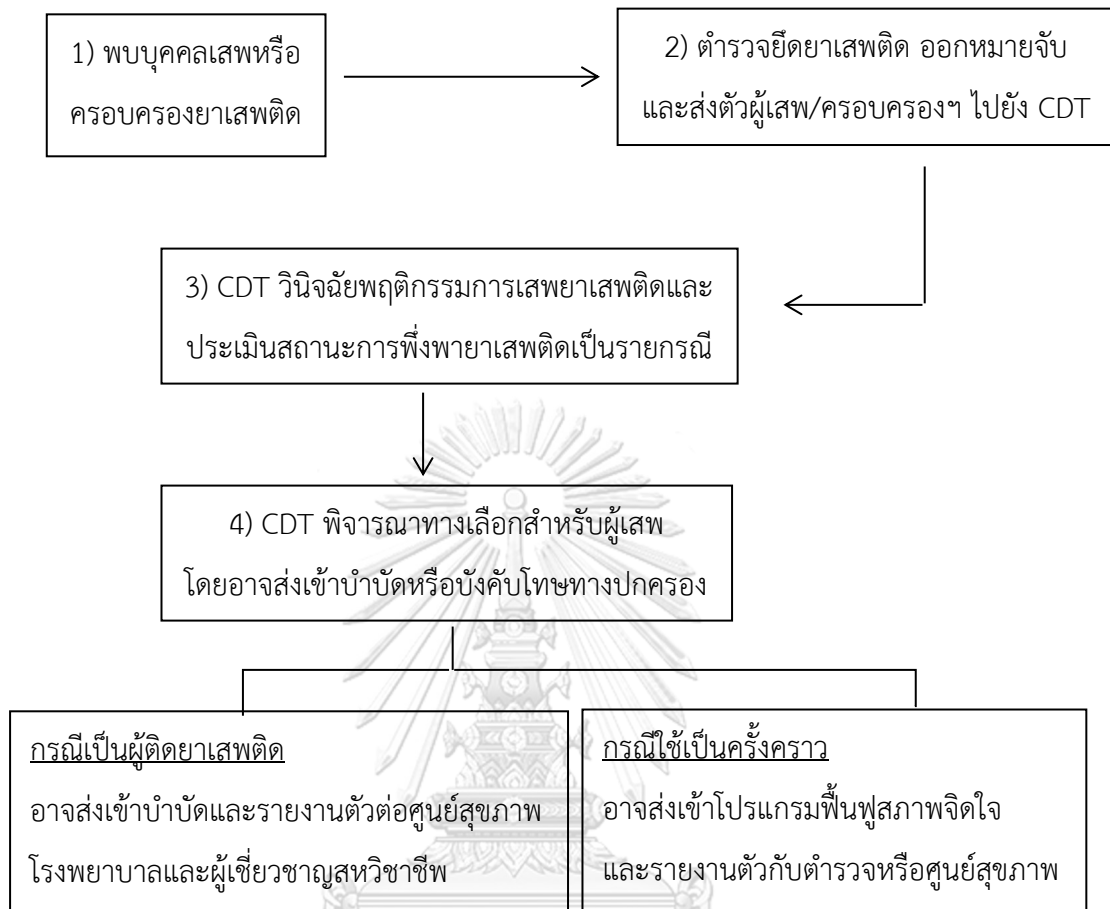 1) พบบุคคลเสพหรือ
ครอบครองยาเสพติด
2) ตำรวจยึดยาเสพติด ออกหมายจับ
และส่งตัวผู้เสพ/ครอบครองฯ ไปยัง CDT
3) CDT วินิจฉัยพฤติกรรมการเสพยาเสพติดและ
ประเมินสถานะการพึ่งพายาเสพติดเป็นรายกรณี
4) CDT พิจารณาทางเลือกสำหรับผู้เสพ
โดยอาจส่งเข้าบำบัดหรือบังคับโทษทางปกครอง
กรณีเป็นผู้ติดยาเสพติด
อาจส่งเข้าบำบัดและรายงานตัวต่อศูนย์สุขภาพ
โรงพยาบาลและผู้เชี่ยวชาญสหวิชาชีพ
กรณีใช้เป็นครั้งคราว
อาจส่งเข้าโปรแกรมฟื้นฟูสภาพจิตใจ
และรายงานตัวกับตำรวจหรือศูนย์สุขภาพ